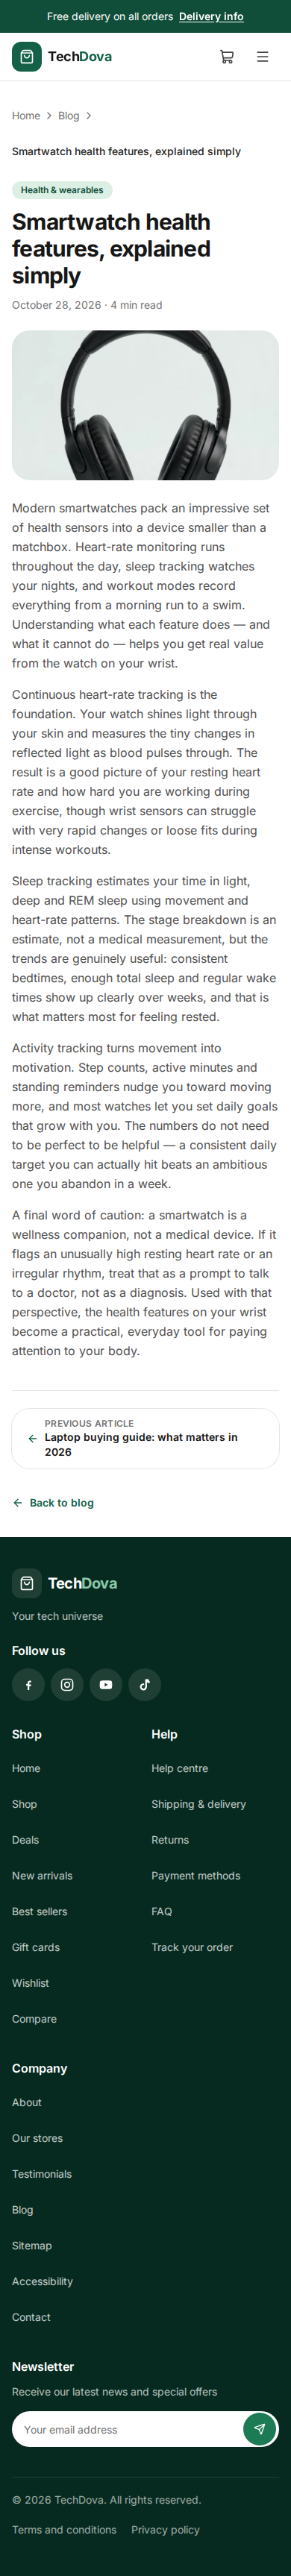 Free delivery on all orders Delivery info
TechDova
Home > Blog >
Smartwatch health features, explained simply
Health & wearables
Smartwatch health
features, explained
simply
October 28, 2026 · 4 min read
Modern smartwatches pack an impressive set
of health sensors into a device smaller than a
matchbox. Heart-rate monitoring runs
throughout the day, sleep tracking watches
your nights, and workout modes record
everything from a morning run to a swim.
Understanding what each feature does — and
what it cannot do — helps you get real value
from the watch on your wrist.
Continuous heart-rate tracking is the
foundation. Your watch shines light through
your skin and measures the tiny changes in
reflected light as blood pulses through. The
result is a good picture of your resting heart
rate and how hard you are working during
exercise, though wrist sensors can struggle
with very rapid changes or loose fits during
intense workouts.
Sleep tracking estimates your time in light,
deep and REM sleep using movement and
heart-rate patterns. The stage breakdown is an
estimate, not a medical measurement, but the
trends are genuinely useful: consistent
bedtimes, enough total sleep and regular wake
times show up clearly over weeks, and that is
what matters most for feeling rested.
Activity tracking turns movement into
motivation. Step counts, active minutes and
standing reminders nudge you toward moving
more, and most watches let you set daily goals
that grow with you. The numbers do not need
to be perfect to be helpful — a consistent daily
target you can actually hit beats an ambitious
one you abandon in a week.
A final word of caution: a smartwatch is a
wellness companion, not a medical device. If it
flags an unusually high resting heart rate or an
irregular rhythm, treat that as a prompt to talk
to a doctor, not as a diagnosis. Used with that
perspective, the health features on your wrist
become a practical, everyday tool for paying
attention to your body.
PREVIOUS ARTICLE
Laptop buying guide: what matters in
2026
Back to blog
TechDova
Your tech universe
Follow us
Shop
Home
Shop
Deals
New arrivals
Best sellers
Gift cards
Wishlist
Compare
Help
Help centre
Shipping & delivery
Returns
Payment methods
FAQ
Track your order
Company
About
Our stores
Testimonials
Blog
Sitemap
Accessibility
Contact
Newsletter
Receive our latest news and special offers
Your email address
© 2026 TechDova. All rights reserved.
Terms and conditions Privacy policy